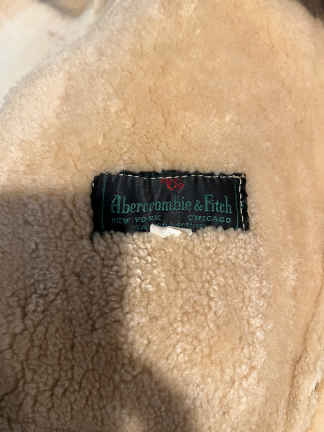 Abercrombie & Fitch
NEW YORK CHICAGO